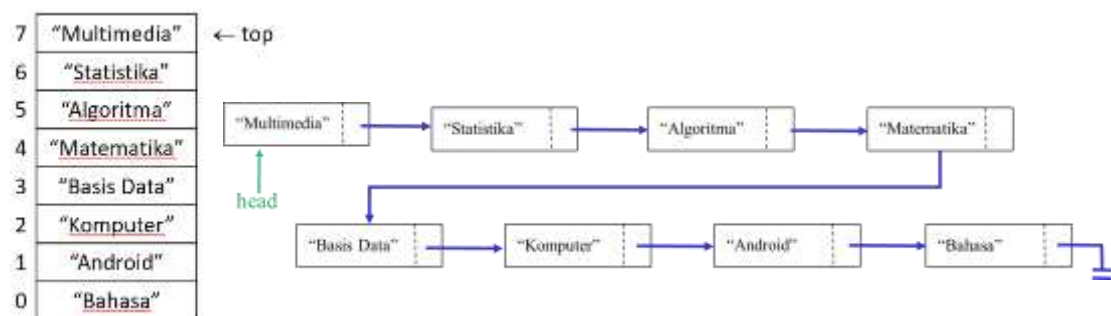 7 “Multimedia” ← top
6 “Statistika”
5 “Algoritma”
4 “Matematika”
3 “Basis Data”
2 “Komputer”
1 “Android”
0 “Bahasa”
“Multimedia” “Statistika” “Algoritma” “Matematika”
head
“Basis Data” “Komputer” “Android” “Bahasa”